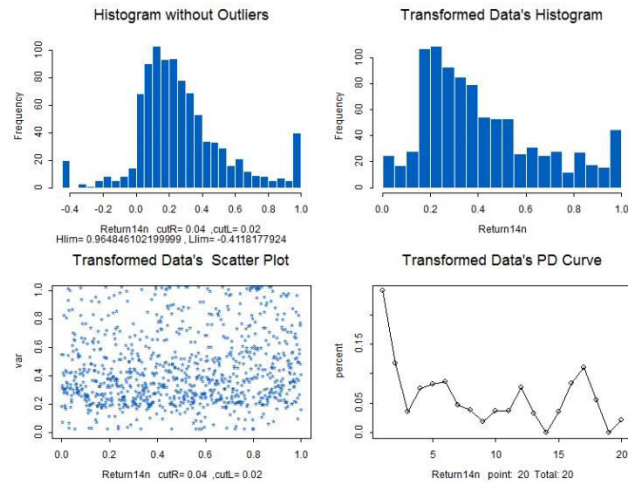 Histogram without Outliers
Frequency
0 20 40 60 80 100
-0.4 -0.2 0.0 0.2 0.4 0.6 0.8 1.0
Return14n cutR= 0.04 ,cutL= 0.02
Hlim= 0.964846102199999 , Llim= -0.4118177924
Transformed Data's Histogram
Frequency
0 20 40 60 80 100
0.0 0.2 0.4 0.6 0.8 1.0
Return14n
Transformed Data's Scatter Plot
var
0.0 0.2 0.4 0.6 0.8 1.0
0.0 0.2 0.4 0.6 0.8 1.0
Return14n cutR= 0.04 ,cutL= 0.02
Transformed Data's PD Curve
percent
0.00 0.05 0.15
5 10 15 20
Return14n point: 20 Total: 20